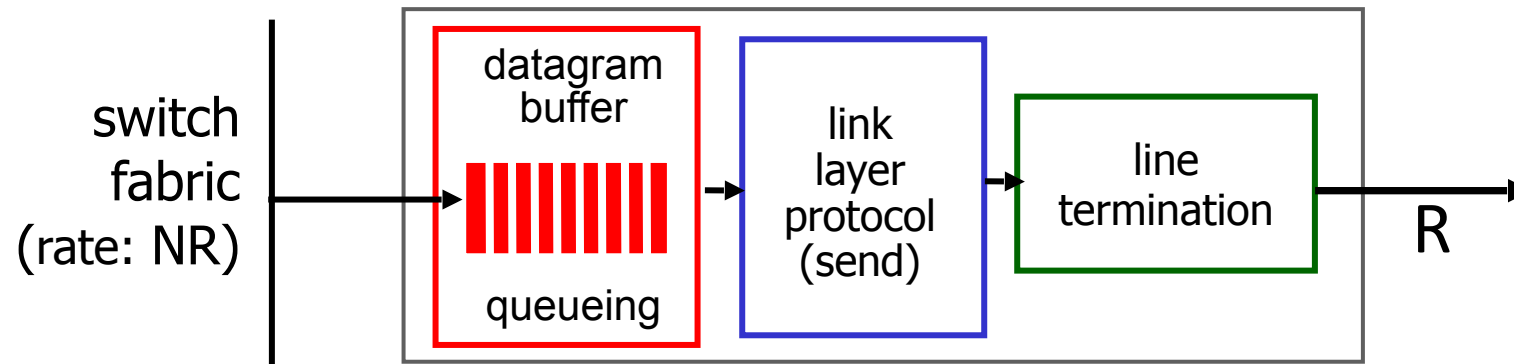 switch
fabric
(rate: NR)
datagram
buffer
queueing
link
layer
protocol
(send)
line
termination
R